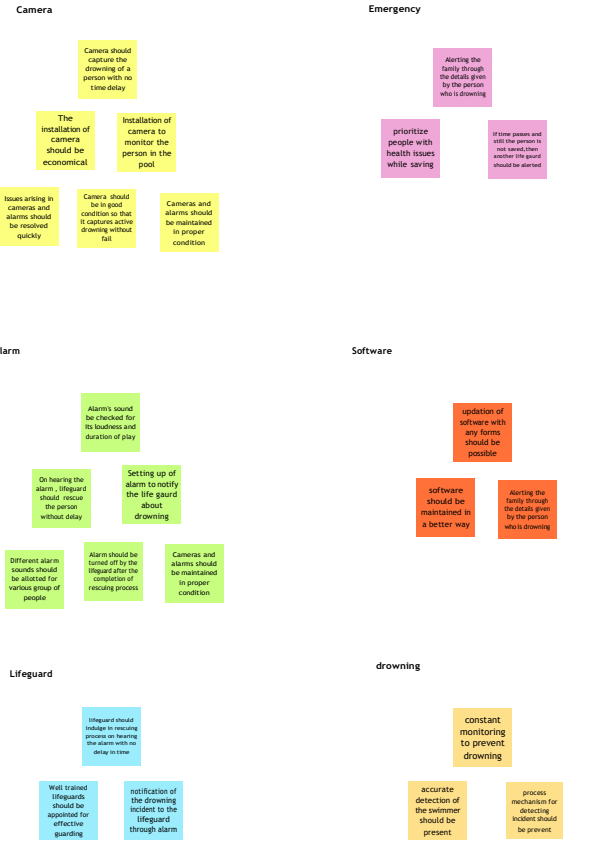 Camera
Camera should
capture the
drowning of a
person with no
time delay
The
installation of
camera
should be
economical
Installation of
camera to
monitor the
person in the
pool
Issues arising in
cameras and
alarms should
be resolved
quickly
Camera should
be in good
condition so that
it captures active
drowning without
fail
Cameras and
alarms should
be maintained
in proper
condition
Emergency
Alerting the
family through
the details given
by the person
who is drowning
prioritize
people with
health issues
while saving
If time passes and
still the person is
not saved,then
another life gaurd
should be alerted
larm
Alarm's sound
be checked for
Its loudness and
duration of play
On hearing the
alarm , lifeguard
should rescue
the person
without delay
Setting up of
alarm to notify
the life gaurd
about
drowning
Different alarm
sounds should
be allotted for
various group of
people
Alarm should be
turned off by the
lifeguard after the
completion of
rescuing process
Cameras and
alarms should
be maintained
in proper
condition
Software
updation of
software with
any forms
should be
possible
software
should be
maintained in
a better way
Alerting the
family through
the details given
by the person
who is drowning
Lifeguard
lifeguard should
indulge in rescuing
process on hearing
the alarm with no
delay in time
Well trained
lifeguards
should be
appointed for
effective
guarding
notification of
the drowning
incident to the
lifeguard
through alarm
drowning
constant
monitoring
to prevent
drowning
accurate
detection of
the swimmer
should be
present
process
mechanism for
detecting
incident should
be prevent